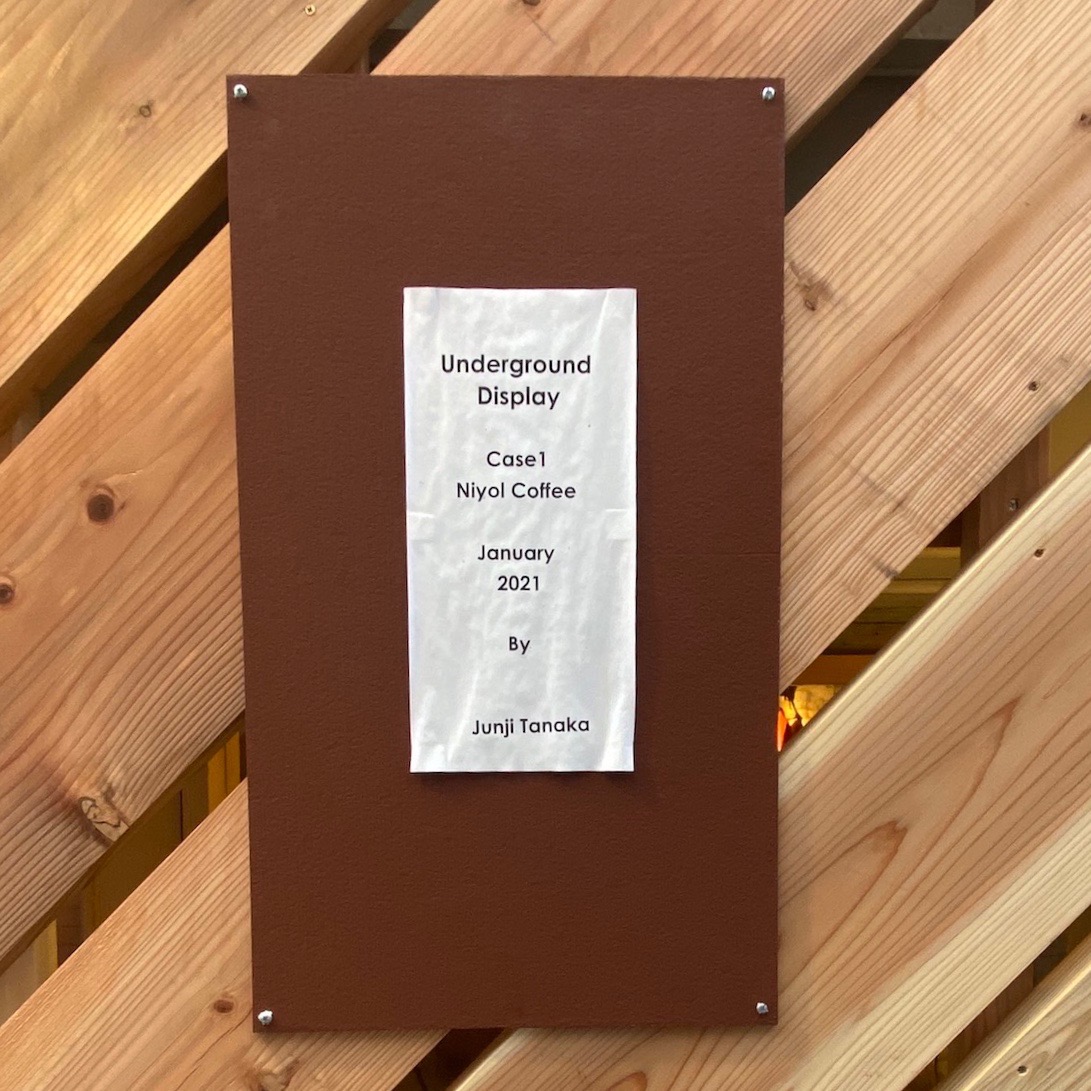 Underground
Display
Case1
Niyol Coffee
January
2021
By
Junji Tanaka